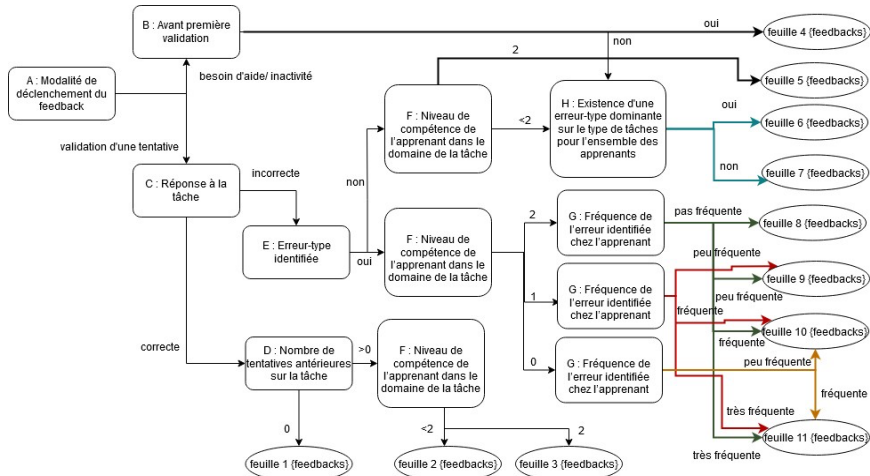 B : Avant première
validation
oui
feuille 4 {feedbacks}
non
2
A : Modalité de
déclenchement du
feedback
besoin d'aide/ inactivité
feuille 5 {feedbacks}
F : Niveau de
compétence de
l'apprenant dans le
domaine de la tâche
<2
H : Existence d'une
erreur-type dominante
sur le type de tâches
pour l'ensemble des
apprenants
oui
feuille 6 {feedbacks}
non
feuille 7 {feedbacks}
validation d'une tentative
C : Réponse à la
tâche
incorrecte
non
E : Erreur-type
identifiée
oui
F : Niveau de
compétence de
l'apprenant dans le
domaine de la tâche
2
G : Fréquence de
l'erreur identifiée
chez l'apprenant
pas fréquente
feuille 8 {feedbacks}
peu fréquente
1
G : Fréquence de
l'erreur identifiée
chez l'apprenant
feuille 9 {feedbacks}
peu fréquente
fréquente
feuille 10 {feedbacks}
fréquente
correcte
D : Nombre de
tentatives antérieures
sur la tâche
>0
F : Niveau de
compétence de
l'apprenant dans le
domaine de la tâche
0
G : Fréquence de
l'erreur identifiée
chez l'apprenant
peu fréquente
fréquente
très fréquente
feuille 11 {feedbacks}
très fréquente
0
<2
2
feuille 1 {feedbacks}
feuille 2 {feedbacks}
feuille 3 {feedbacks}